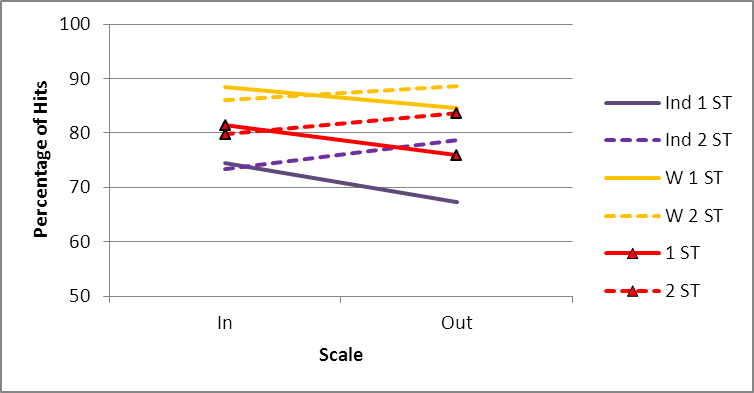 100
90
80
70
60
50
Percentage of Hits
In
Out
Scale
Ind 1 ST
Ind 2 ST
W 1 ST
W 2 ST
1 ST
2 ST